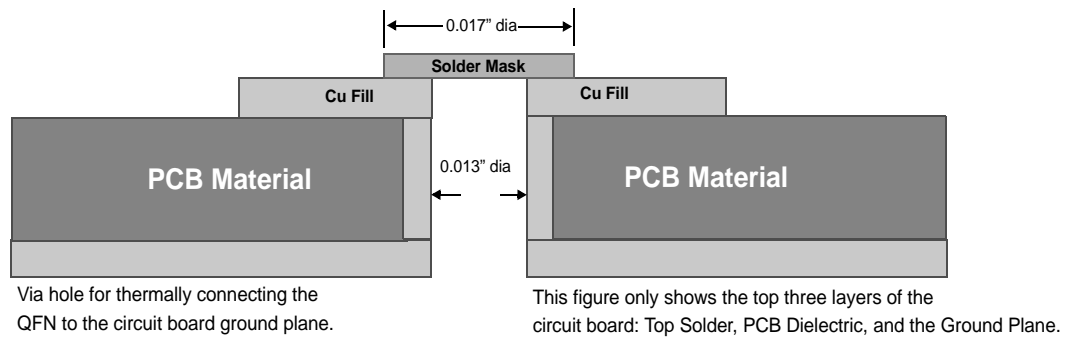 0.017” dia
Solder Mask
Cu Fill
Cu Fill
0.013” dia
PCB Material
PCB Material
Via hole for thermally connecting the
QFN to the circuit board ground plane.
This figure only shows the top three layers of the
circuit board: Top Solder, PCB Dielectric, and the Ground Plane.